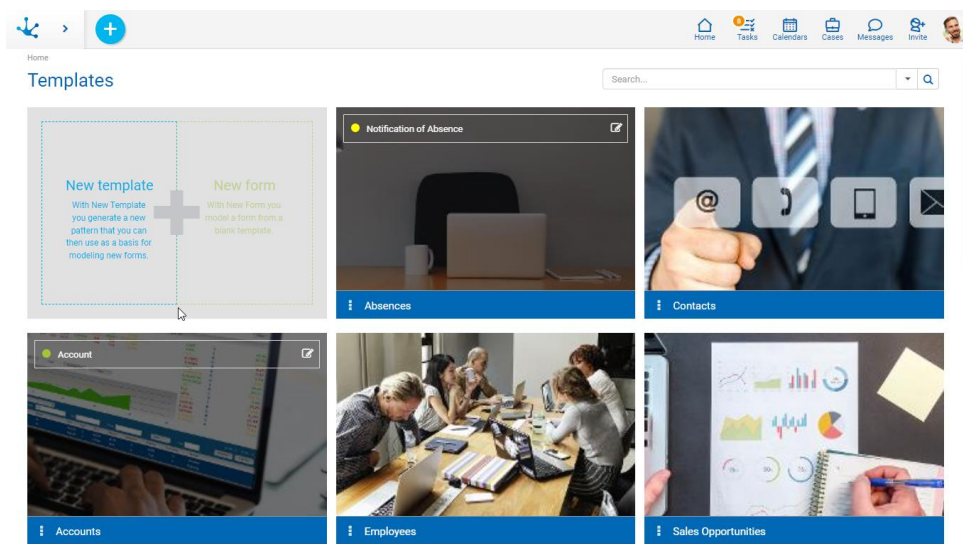 8
Home
Tasks
Calendars
Cases
Messages
Invite
Home
Templates
Search...
New template
With New Template
you generate a new
pattern that you can
then use as a basis for
modeling new forms.
New form
With New Form you
model a form from a
blank template.
Notification of Absence
Absences
@
Contacts
Account
Accounts
Employees
Sales Opportunities